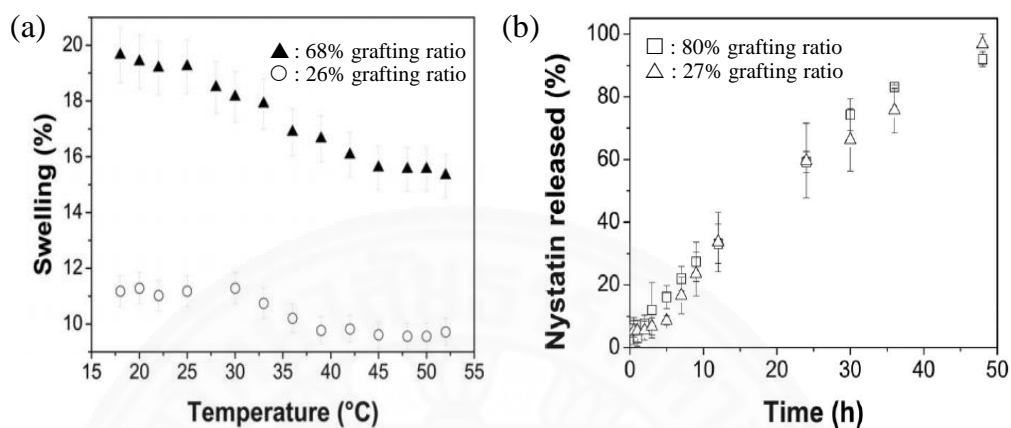 (a)
▲ : 68% grafting ratio
○ : 26% grafting ratio
Swelling (%)
20
18
16
14
12
10
15 20 25 30 35 40 45 50 55
Temperature (°C)
(b)
□ : 80% grafting ratio
△ : 27% grafting ratio
Nystatin released (%)
100
80
60
40
20
0
0 10 20 30 40 50
Time (h)